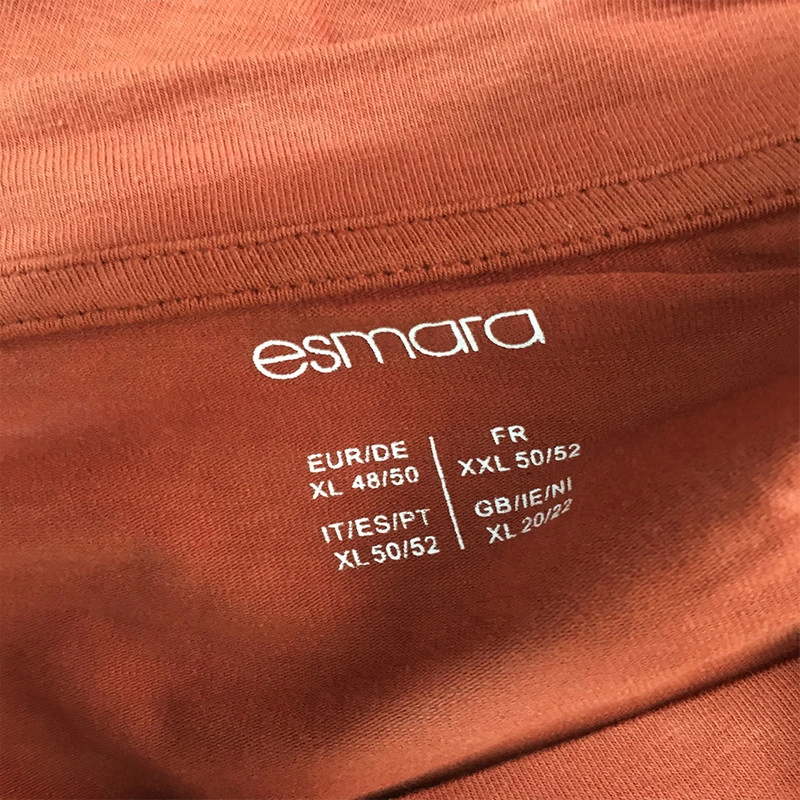 esmara
EUR/DE
XL 48/50
FR
XXL 50/52
IT/ES/PT
XL 50/52
GB/IE/NI
XL 20/22